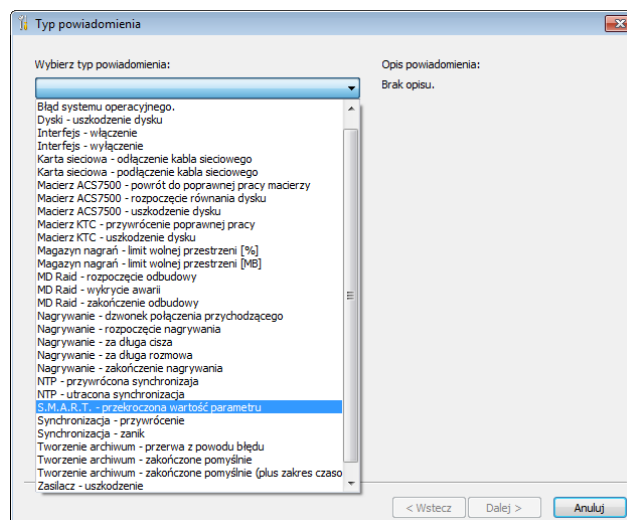 Typ powiadomienia
Wybierz typ powiadomienia:
Opis powiadomienia:
Brak opisu.
Błąd systemu operacyjnego.
Dyski - uszkodzenie dysku
Interfejs - włączenie
Interfejs - wyłączenie
Karta sieciowa - odłączenie kabla sieciowego
Karta sieciowa - podłączenie kabla sieciowego
Macierz ACS7500 - powrót do poprawnej pracy macierzy
Macierz ACS7500 - rozpoczęcie równania dysku
Macierz ACS7500 - uszkodzenie dysku
Macierz KTC - przywrócenie poprawnej pracy
Macierz KTC - uszkodzenie dysku
Magazyn nagrań - limit wolnej przestrzeni [%]
Magazyn nagrań - limit wolnej przestrzeni [MB]
MD Raid - rozpoczęcie odbudowy
MD Raid - wykrycie awarii
MD Raid - zakończenie odbudowy
Nagrywanie - dzwonek połączenia przychodzącego
Nagrywanie - rozpoczęcie nagrywania
Nagrywanie - za długa cisza
Nagrywanie - za długa rozmowa
Nagrywanie - zakończenie nagrywania
NTP - przywrócona synchronizaja
NTP - utracona synchronizacja
S.M.A.R.T. - przekroczona wartość parametru
Synchronizacja - przywrócenie
Synchronizacja - zanik
Tworzenie archiwum - przerwa z powodu błędu
Tworzenie archiwum - zakończone pomyślnie
Tworzenie archiwum - zakończone pomyślnie (plus zakres czaso
Zasilacz - uszkodzenie
< Wstecz
Dalej >
Anuluj